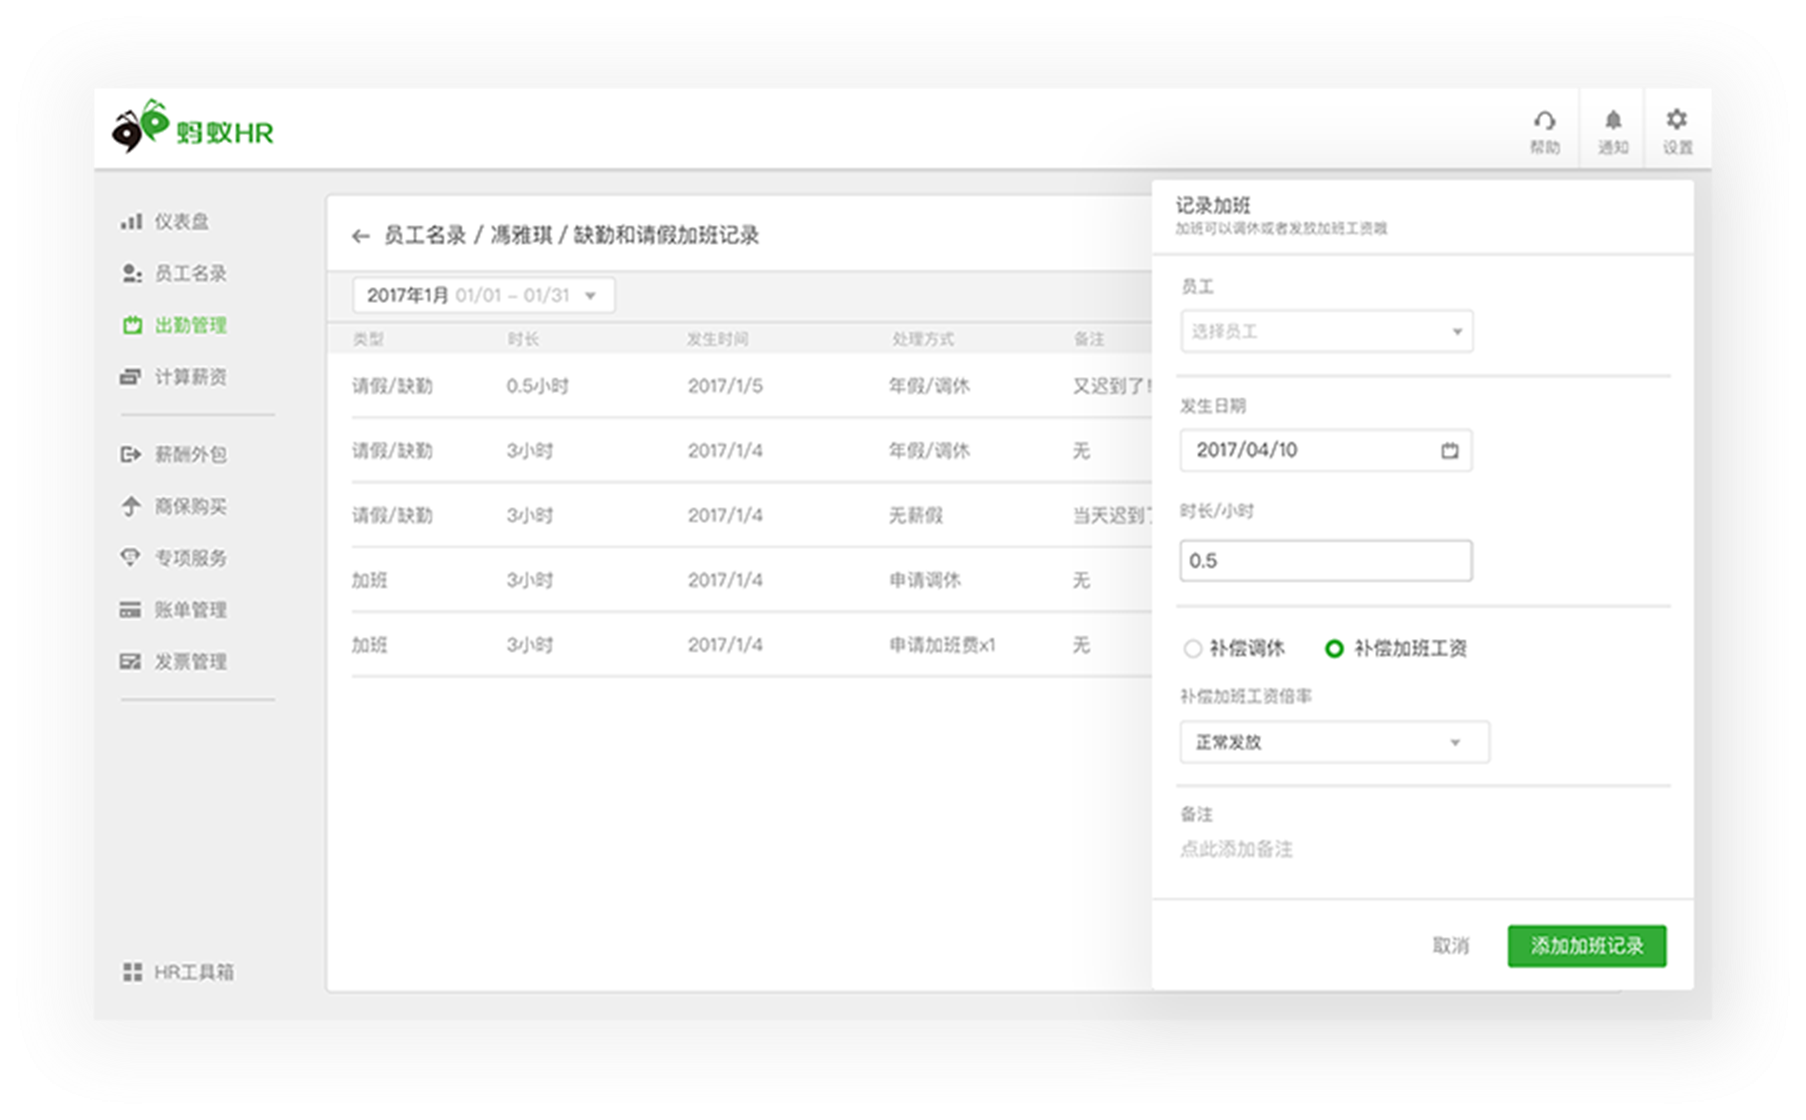 蚂蚁HR
帮助
通知
设置
仪表盘
员工名录
出勤管理
计算薪资
薪酬外包
商保购买
专项服务
账单管理
发票管理
HR工具箱
← 员工名录 / 馮雅琪 / 缺勤和请假加班记录
2017年1月 01/01 – 01/31
类型 时长 发生时间 处理方式 备注
请假/缺勤 0.5小时 2017/1/5 年假/调休 又迟到了!
请假/缺勤 3小时 2017/1/4 年假/调休 无
请假/缺勤 3小时 2017/1/4 无薪假 当天迟到
加班 3小时 2017/1/4 申请调休 无
加班 3小时 2017/1/4 申请加班费x1 无
记录加班
加班可以调休或者发放加班工资哦
员工
选择员工
发生日期
2017/04/10
时长/小时
0.5
补偿调休 补偿加班工资
补偿加班工资倍率
正常发放
备注
点此添加备注
取消 添加加班记录